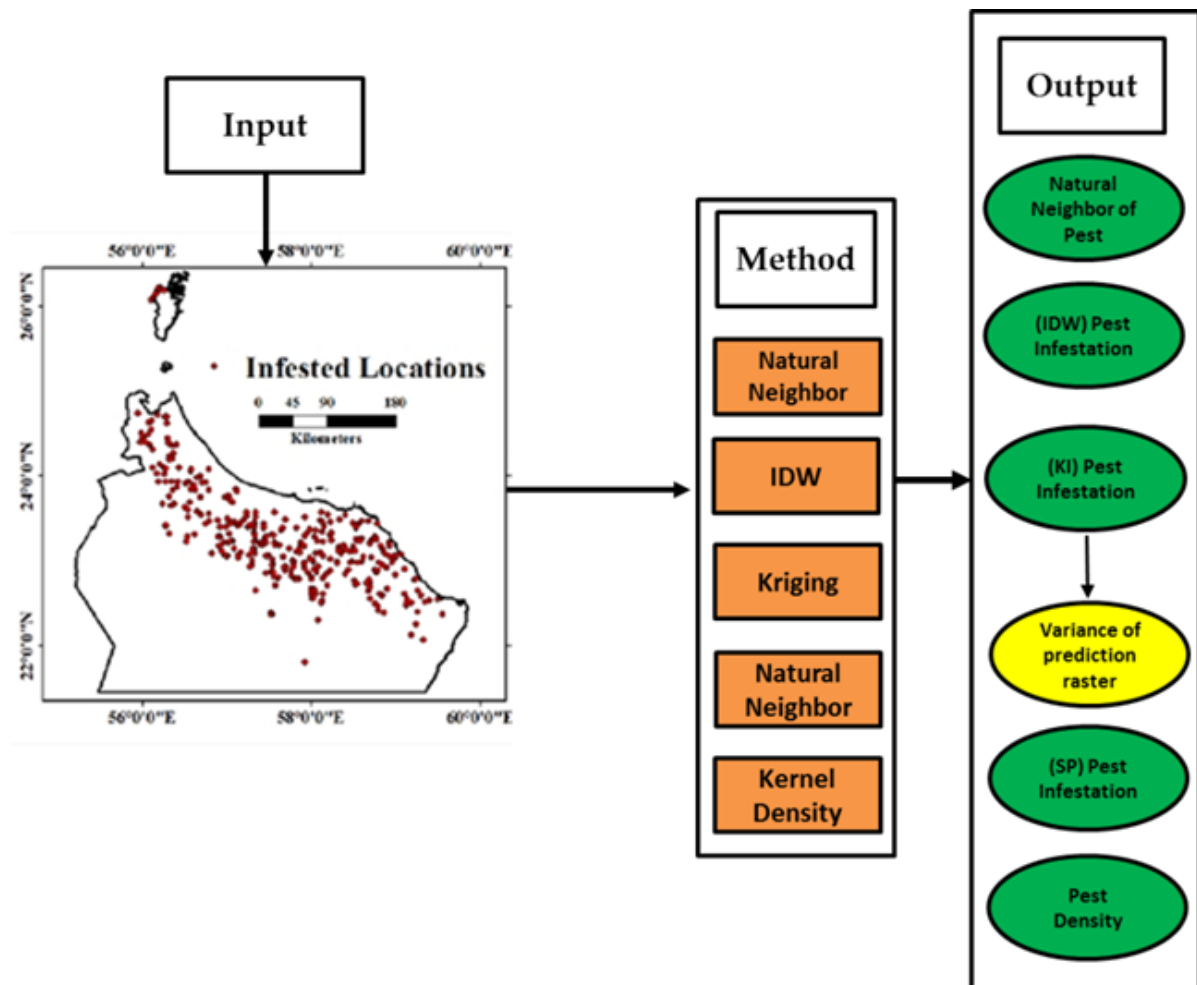 Input
56°0'0"E
58°0'0"E
60°0'0"E
26°0'0"N
24°0'0"N
22°0'0"N
Infested Locations
0 45 90 180
Kilometers
56°0'0"E
58°0'0"E
60°0'0"E
Method
Natural
Neighbor
IDW
Kriging
Natural
Neighbor
Kernel
Density
Output
Natural
Neighbor of
Pest
(IDW) Pest
Infestation
(KI) Pest
Infestation
Variance of
prediction
raster
(SP) Pest
Infestation
Pest
Density